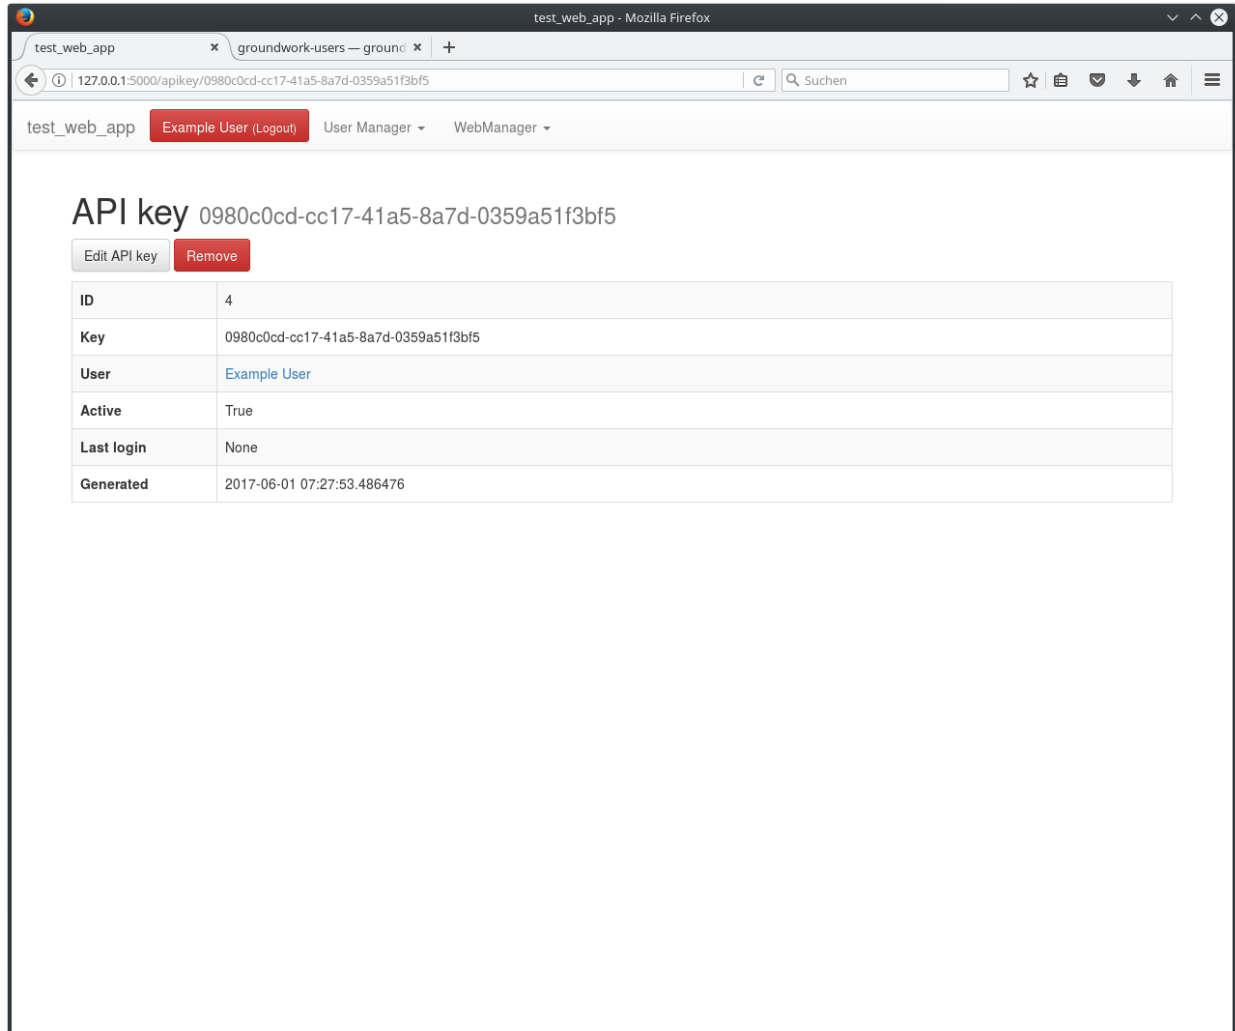 test_web_app - Mozilla Firefox
test_web_app groundwork-users — ground
127.0.0.1:5000/apikey/0980c0cd-cc17-41a5-8a7d-0359a51f3bf5 Suchen
test_web_app Example User (Logout) User Manager WebManager
API key 0980c0cd-cc17-41a5-8a7d-0359a51f3bf5
Edit API key Remove
ID 4
Key 0980c0cd-cc17-41a5-8a7d-0359a51f3bf5
User Example User
Active True
Last login None
Generated 2017-06-01 07:27:53.486476